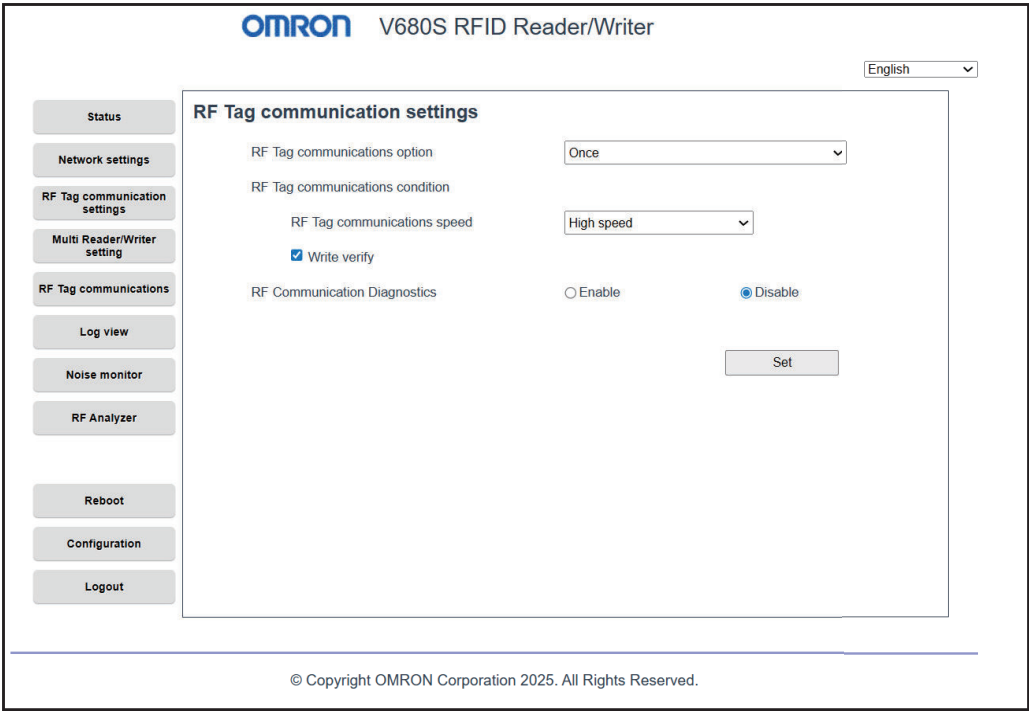 OMRON V680S RFID Reader/Writer
English
Status
Network settings
RF Tag communication
settings
Multi Reader/Writer
setting
RF Tag communications
Log view
Noise monitor
RF Analyzer
Reboot
Configuration
Logout
RF Tag communication settings
RF Tag communications option Once
RF Tag communications condition
RF Tag communications speed High speed
Write verify
RF Communication Diagnostics Enable Disable
Set
© Copyright OMRON Corporation 2025. All Rights Reserved.